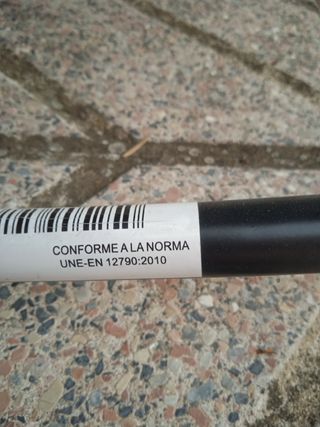 CONFORME A LA NORMA
UNE-EN 12790:2010